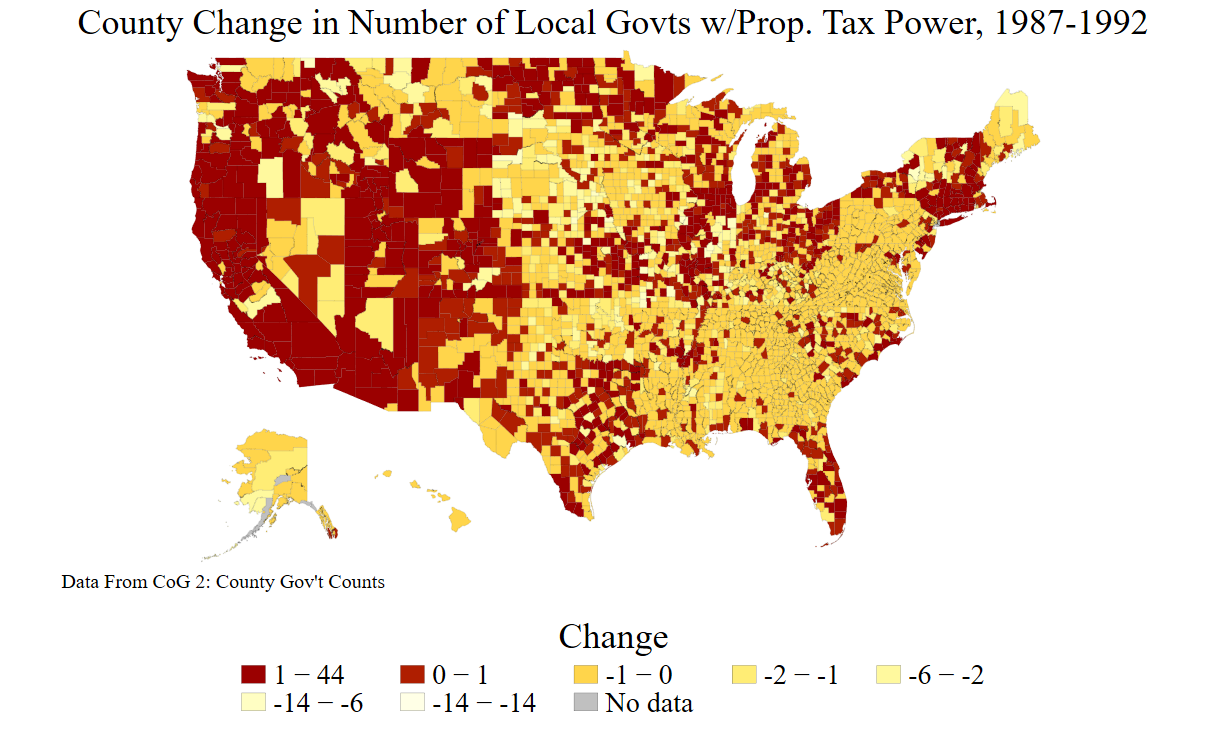 County Change in Number of Local Govts w/Prop. Tax Power, 1987-1992
Data From CoG 2: County Gov't Counts
Change
1 − 44
0 − 1
-1 − 0
-2 − -1
-6 − -2
-14 − -6
-14 − -14
No data